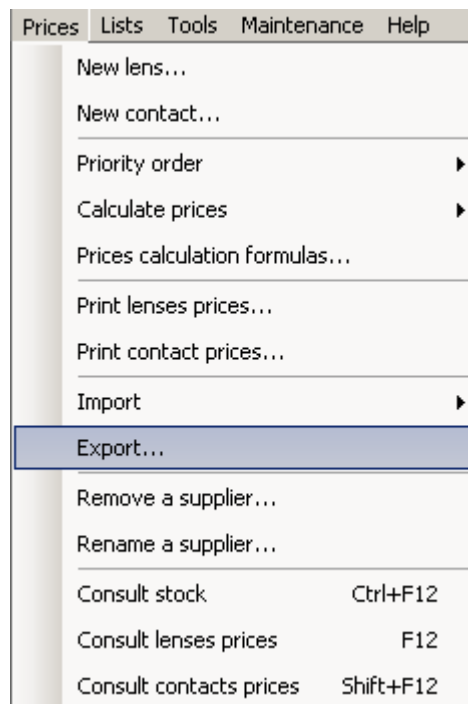 Prices Lists Tools Maintenance Help
New lens...
New contact...
Priority order
Calculate prices
Prices calculation formulas...
Print lenses prices...
Print contact prices...
Import
Export...
Remove a supplier...
Rename a supplier...
Consult stock Ctrl+F12
Consult lenses prices F12
Consult contacts prices Shift+F12